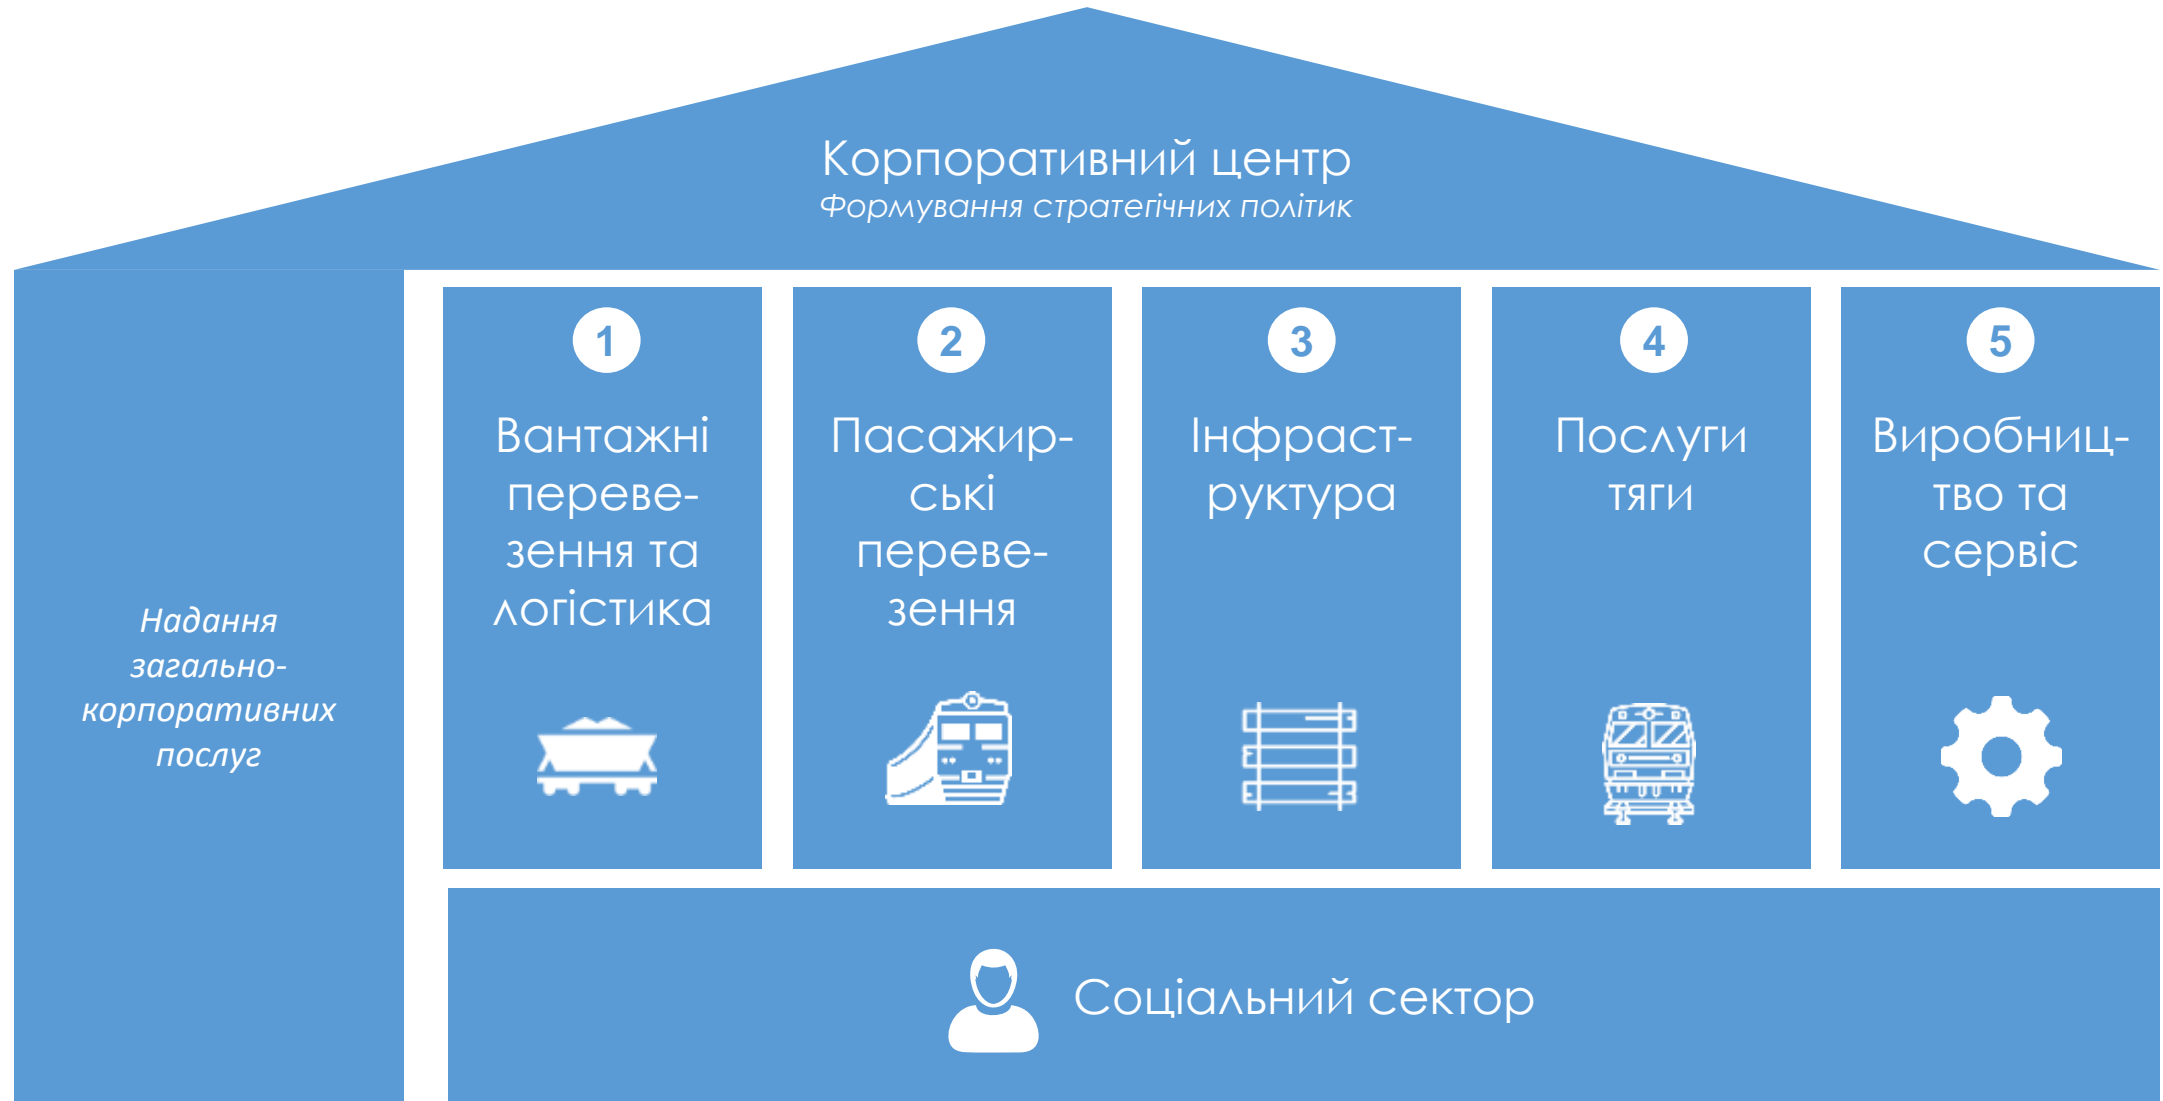 Корпоративний центр
Формування стратегічних політик
Надання
загально-
корпоративних
послуг
1
Вантажні
переве-
зення та
логістика
2
Пасажир-
ські
переве-
зення
3
Інфраст-
руктура
4
Послуги
тяги
5
Виробниц-
тво та
сервіс
Соціальний сектор